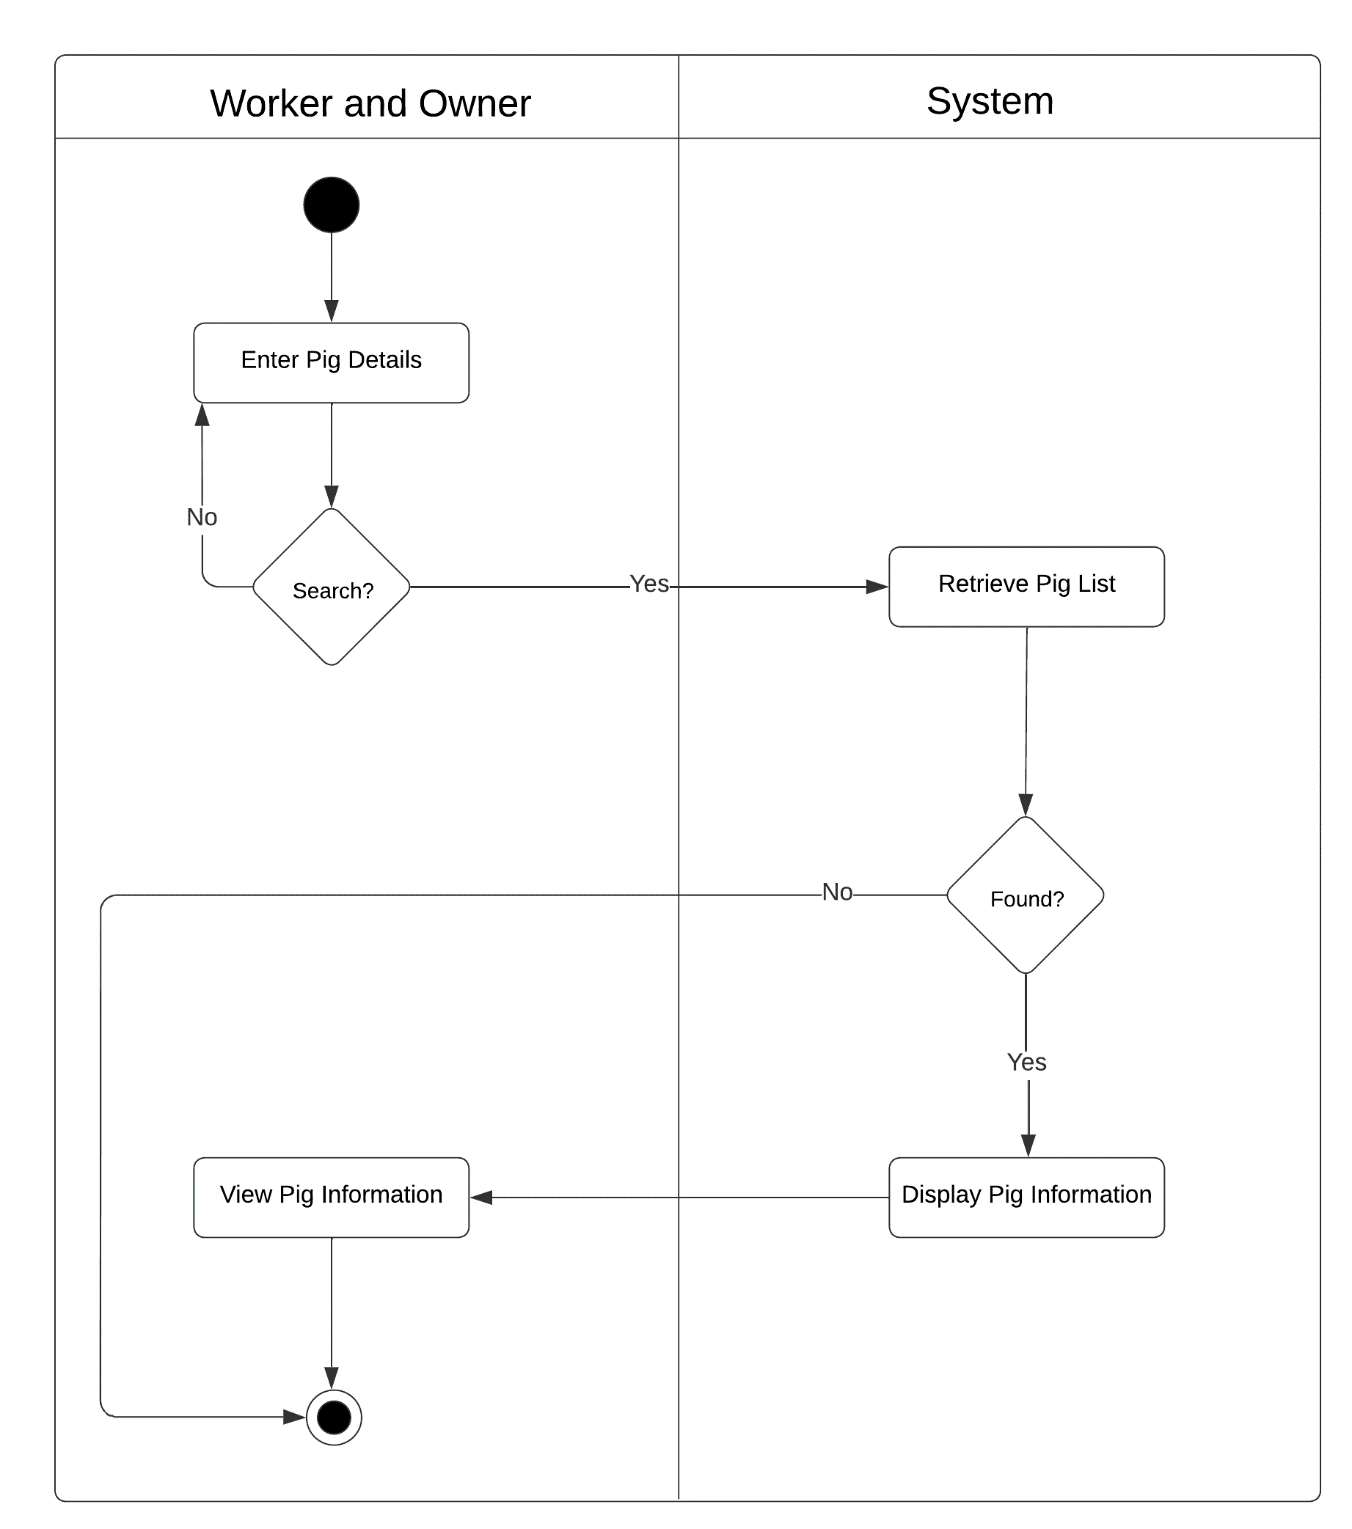 Worker and Owner
System
Enter Pig Details
No
Search?
Yes
Retrieve Pig List
No
Found?
Yes
View Pig Information
Display Pig Information